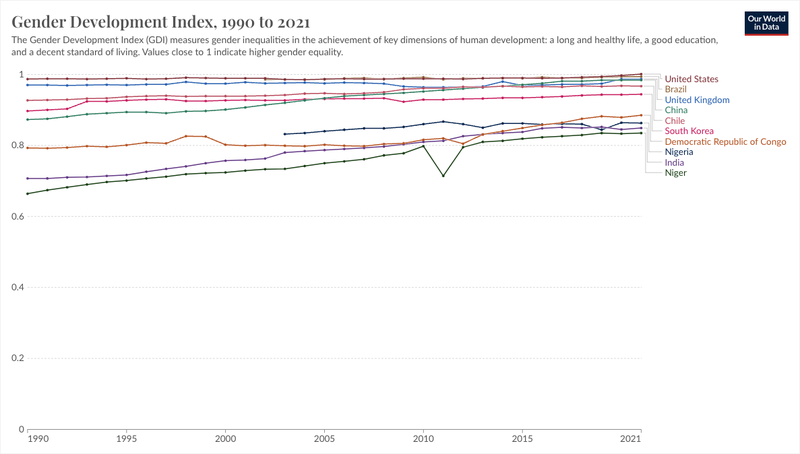 Gender Development Index, 1990 to 2021
Our World
in Data
The Gender Development Index (GDI) measures gender inequalities in the achievement of key dimensions of human development: a long and healthy life, a good education,
and a decent standard of living. Values close to 1 indicate higher gender equality.
1
0.8
0.6
0.4
0.2
0
1990
1995
2000
2005
2010
2015
2021
United States
Brazil
United Kingdom
China
Chile
South Korea
Democratic Republic of Congo
Nigeria
India
Niger